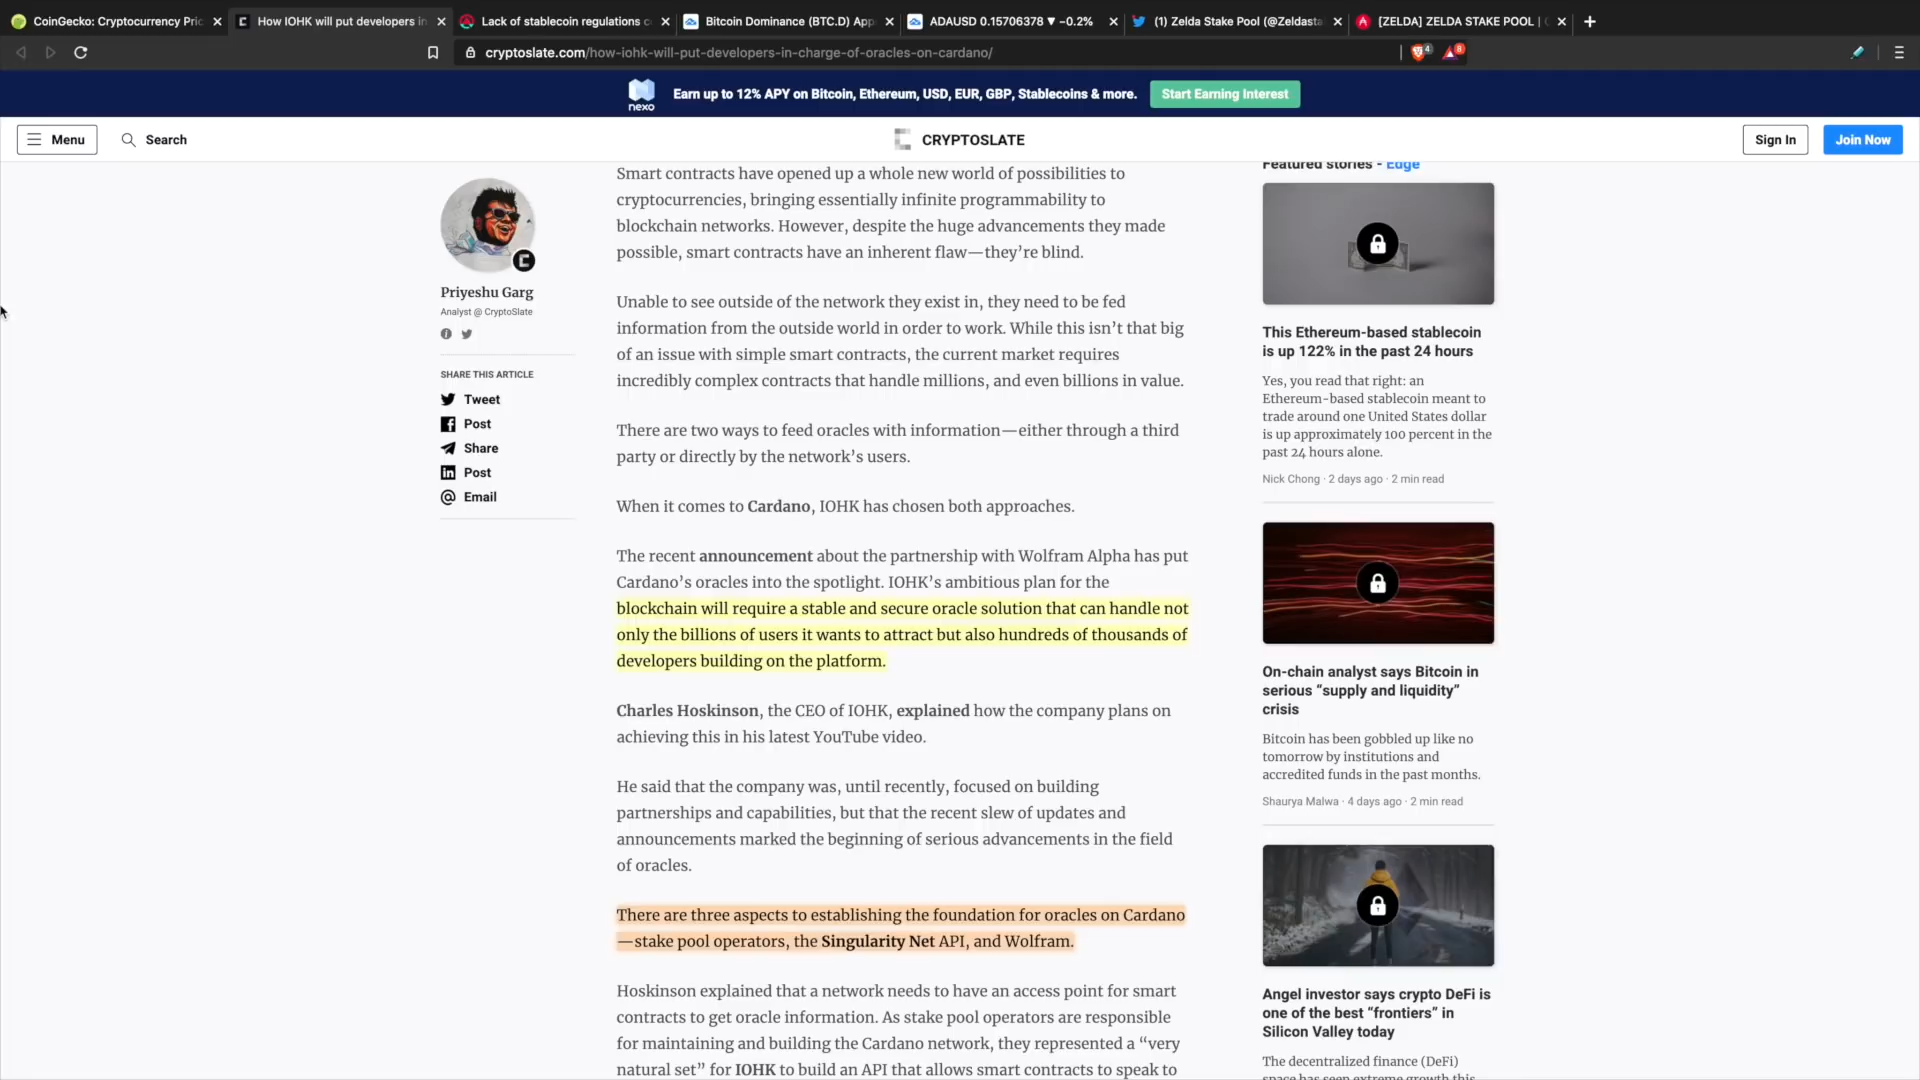 CoinGecko: Cryptocurrency Pric
How IOHK will put developers in
Lack of stablecoin regulations c
Bitcoin Dominance (BTC.D) App
ADAUSD 0.15706378 ▼ −0.2%
(1) Zelda Stake Pool (@Zeldasta
[ZELDA] ZELDA STAKE POOL |
cryptoslate.com/how-iohk-will-put-developers-in-charge-of-oracles-on-cardano/
4
8
nexo
Earn up to 12% APY on Bitcoin, Ethereum, USD, EUR, GBP, Stablecoins & more.
Start Earning Interest
Menu
Search
CRYPTOSLATE
Sign In
Join Now
Priyeshu Garg
Analyst @ CryptoSlate
SHARE THIS ARTICLE
Tweet
Post
Share
Post
Email
Smart contracts have opened up a whole new world of possibilities to
cryptocurrencies, bringing essentially infinite programmability to
blockchain networks. However, despite the huge advancements they made
possible, smart contracts have an inherent flaw—they're blind.
Unable to see outside of the network they exist in, they need to be fed
information from the outside world in order to work. While this isn't that big
of an issue with simple smart contracts, the current market requires
incredibly complex contracts that handle millions, and even billions in value.
There are two ways to feed oracles with information—either through a third
party or directly by the network's users.
When it comes to Cardano, IOHK has chosen both approaches.
The recent announcement about the partnership with Wolfram Alpha has put
Cardano's oracles into the spotlight. IOHK's ambitious plan for the
blockchain will require a stable and secure oracle solution that can handle not
only the billions of users it wants to attract but also hundreds of thousands of
developers building on the platform.
Charles Hoskinson, the CEO of IOHK, explained how the company plans on
achieving this in his latest YouTube video.
He said that the company was, until recently, focused on building
partnerships and capabilities, but that the recent slew of updates and
announcements marked the beginning of serious advancements in the field
of oracles.
There are three aspects to establishing the foundation for oracles on Cardano
—stake pool operators, the Singularity Net API, and Wolfram.
Hoskinson explained that a network needs to have an access point for smart
contracts to get oracle information. As stake pool operators are responsible
for maintaining and building the Cardano network, they represented a “very
natural set” for IOHK to build an API that allows smart contracts to speak to
Featured stories - Edge
This Ethereum-based stablecoin
is up 122% in the past 24 hours
Yes, you read that right: an
Ethereum-based stablecoin meant to
trade around one United States dollar
is up approximately 100 percent in the
past 24 hours alone.
Nick Chong · 2 days ago · 2 min read
On-chain analyst says Bitcoin in
serious “supply and liquidity”
crisis
Bitcoin has been gobbled up like no
tomorrow by institutions and
accredited funds in the past months.
Shaurya Malwa · 4 days ago · 2 min read
Angel investor says crypto DeFi is
one of the best “frontiers” in
Silicon Valley today
The decentralized finance (DeFi)
space has seen extreme growth this